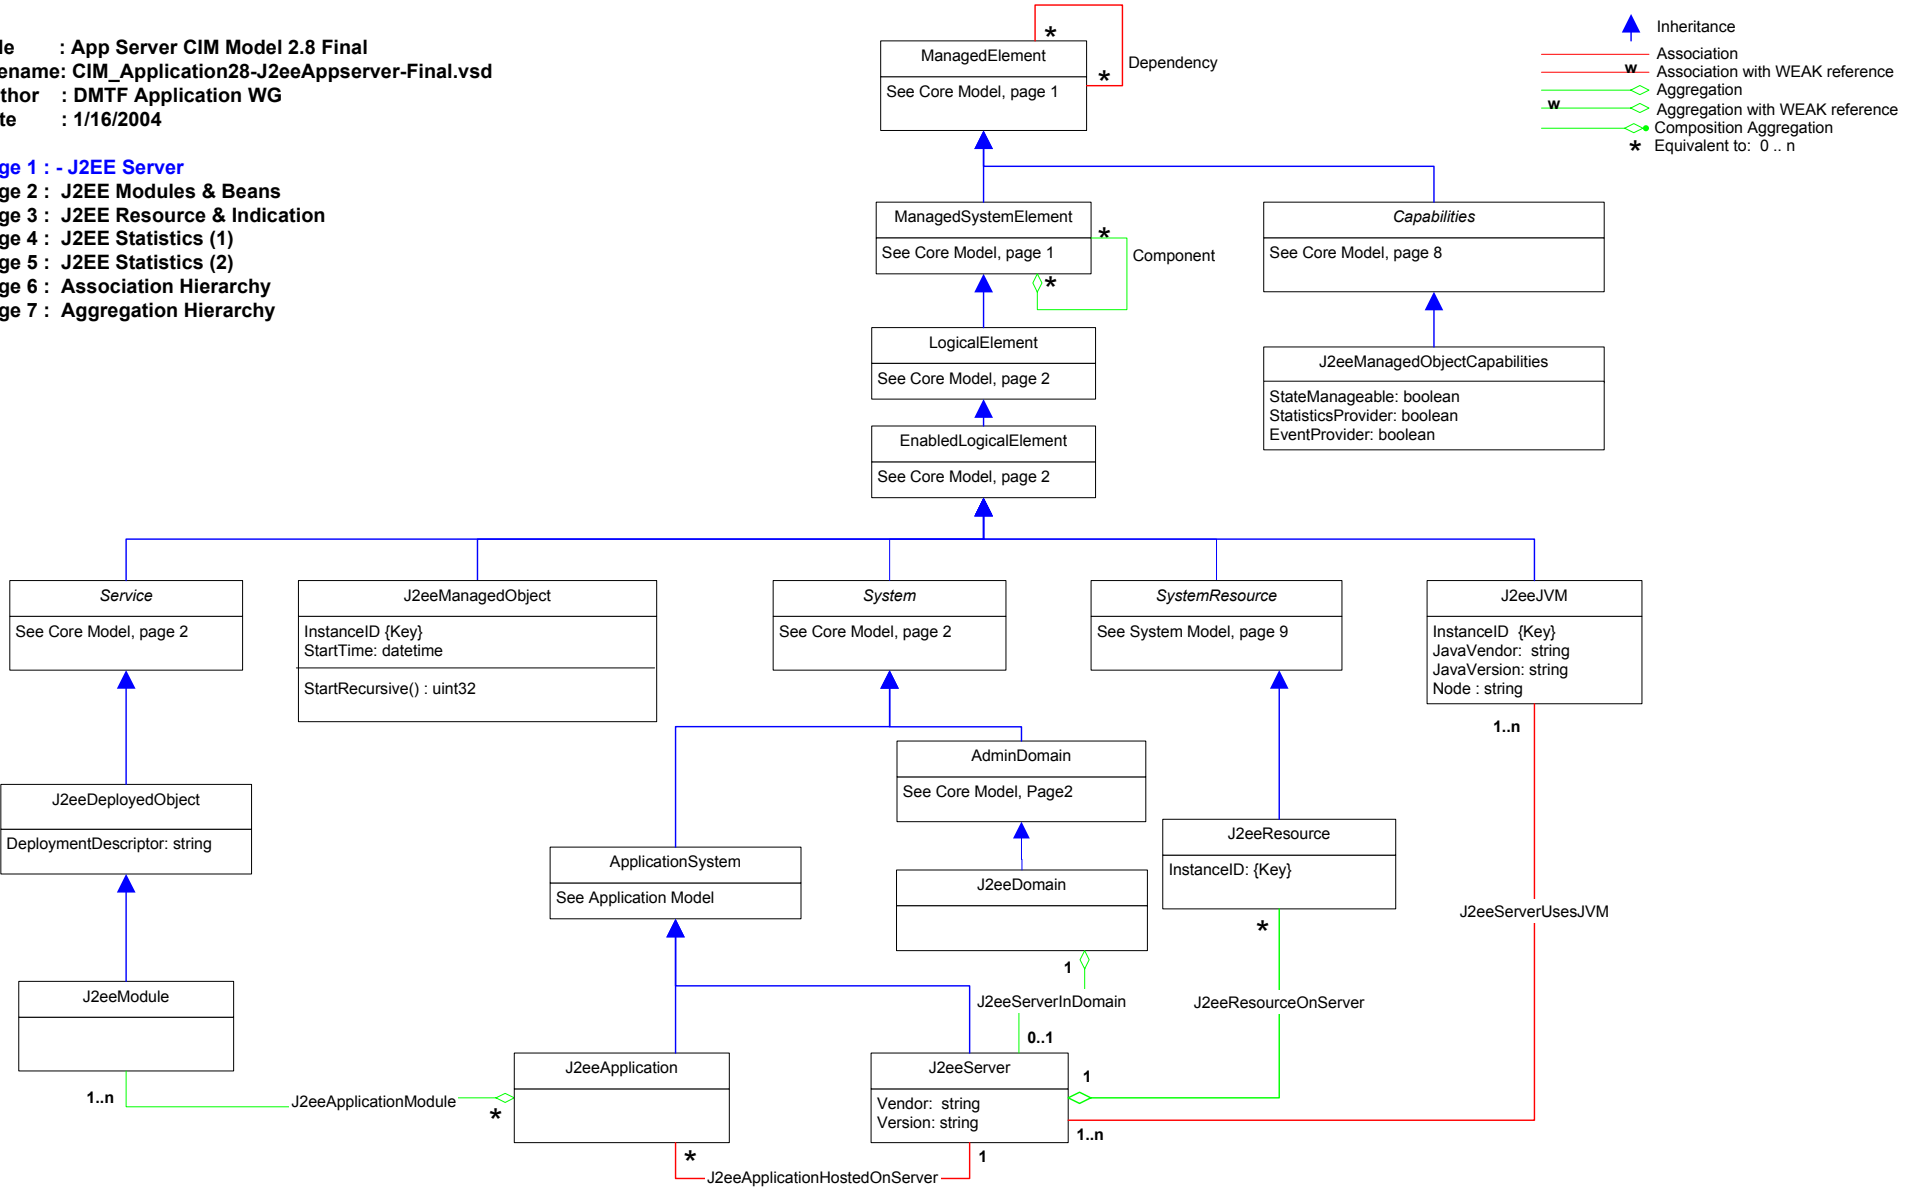 le : App Server CIM Model 2.8 Final
ename: CIM_Application28-J2eeAppserver-Final.vsd
thor : DMTF Application WG
te : 1/16/2004
ge 1 : - J2EE Server
ge 2 : J2EE Modules & Beans
ge 3 : J2EE Resource & Indication
ge 4 : J2EE Statistics (1)
ge 5 : J2EE Statistics (2)
ge 6 : Association Hierarchy
ge 7 : Aggregation Hierarchy
Inheritance
Association
w Association with WEAK reference
Aggregation
w Aggregation with WEAK reference
Composition Aggregation
* Equivalent to: 0 .. n
ManagedElement
See Core Model, page 1
*
*
Dependency
ManagedSystemElement
See Core Model, page 1
*
*
Component
Capabilities
See Core Model, page 8
LogicalElement
See Core Model, page 2
J2eeManagedObjectCapabilities
StateManageable: boolean
StatisticsProvider: boolean
EventProvider: boolean
EnabledLogicalElement
See Core Model, page 2
Service
See Core Model, page 2
J2eeManagedObject
InstanceID {Key}
StartTime: datetime
StartRecursive() : uint32
System
See Core Model, page 2
SystemResource
See System Model, page 9
J2eeJVM
InstanceID {Key}
JavaVendor: string
JavaVersion: string
Node : string
1..n
AdminDomain
See Core Model, Page2
J2eeDeployedObject
DeploymentDescriptor: string
ApplicationSystem
See Application Model
J2eeDomain
J2eeResource
InstanceID: {Key}
*
J2eeServerUsesJVM
1
J2eeServerInDomain
0..1
J2eeResourceOnServer
J2eeModule
1..n
J2eeApplicationModule
*
J2eeApplication
J2eeServer
Vendor: string
Version: string
1
1..n
*
J2eeApplicationHostedOnServer
1